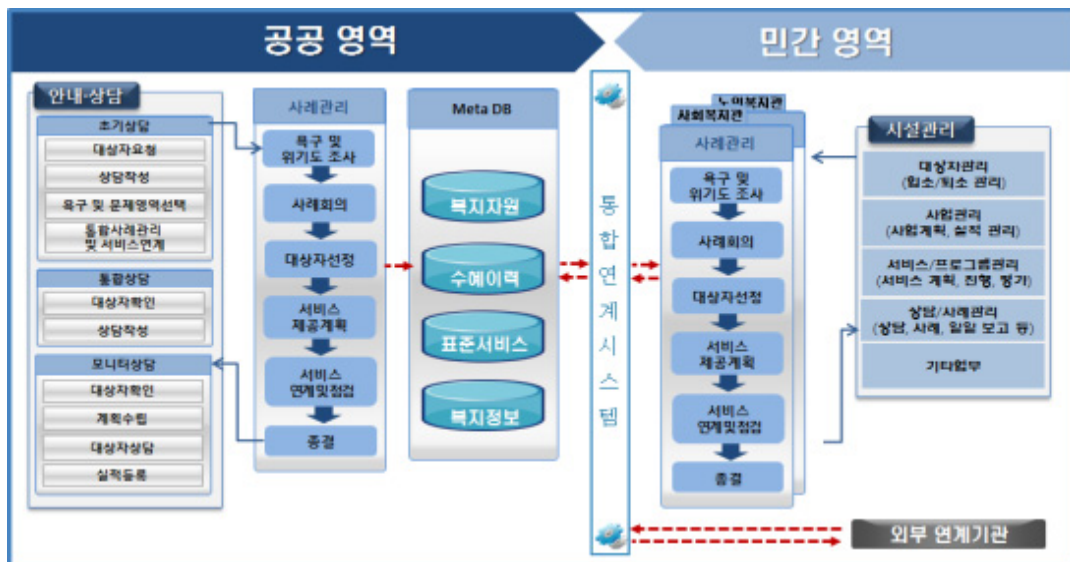 공공 영역
민간 영역
안내·상담
초기상담
대상자요청
상담작성
욕구 및 문제영역선택
통합사례관리
및 서비스연계
통합상담
대상자확인
상담작성
모니터상담
대상자확인
계획수립
대상자상담
실적등록
사례관리
욕구 및
위기도 조사
사례회의
대상자선정
서비스
제공계획
서비스
연계및점검
종결
Meta DB
복지자원
수혜이력
표준서비스
복지정보
통합연계시스템
노인복지관
사회복지관
사례관리
욕구 및
위기도 조사
사례회의
대상자선정
서비스
제공계획
서비스
연계및점검
종결
시설관리
대상자관리
(입소/퇴소 관리)
사업관리
(사업계획, 실적 관리)
서비스/프로그램관리
(서비스 계획, 진행, 평가)
상담/사례관리
(상담, 사례, 일일 보고 등)
기타업무
외부 연계기관